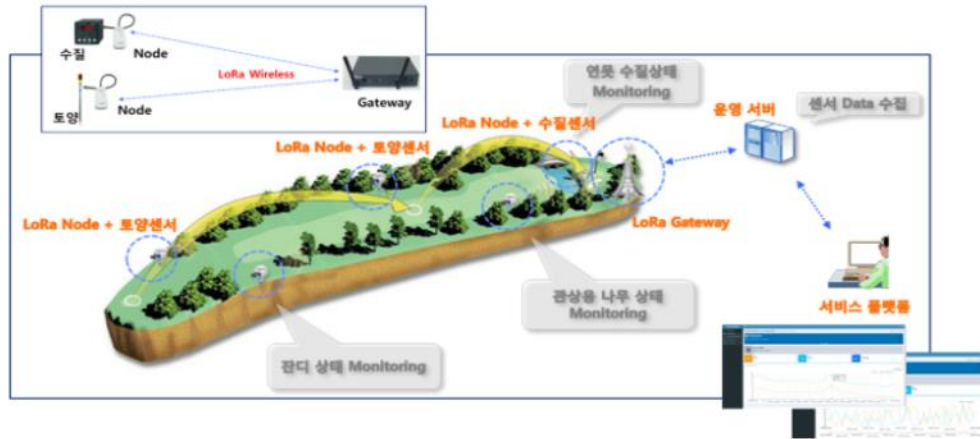 수질
Node
LoRa Wireless
Gateway
토양
Node
연못 수질상태
Monitoring
운영 서버
센서 Data 수집
LoRa Node + 토양센서
LoRa Node + 수질센서
LoRa Node + 토양센서
LoRa Gateway
관상용 나무 상태
Monitoring
서비스 플랫폼
잔디 상태 Monitoring